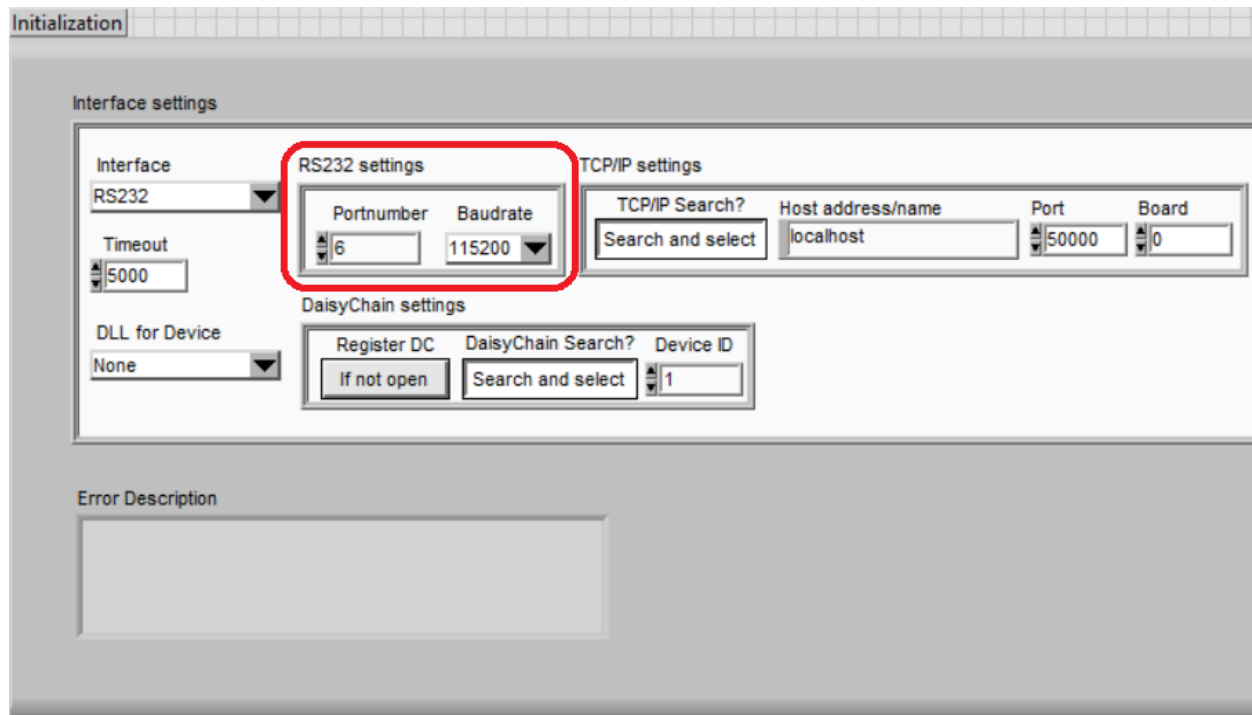 Initialization
Interface settings
Interface
RS232
Timeout
5000
DLL for Device
None
RS232 settings
Portnumber
Baudrate
6
115200
TCP/IP settings
TCP/IP Search?
Host address/name
Port
Board
Search and select
localhost
50000
0
DaisyChain settings
Register DC
DaisyChain Search?
Device ID
If not open
Search and select
1
Error Description